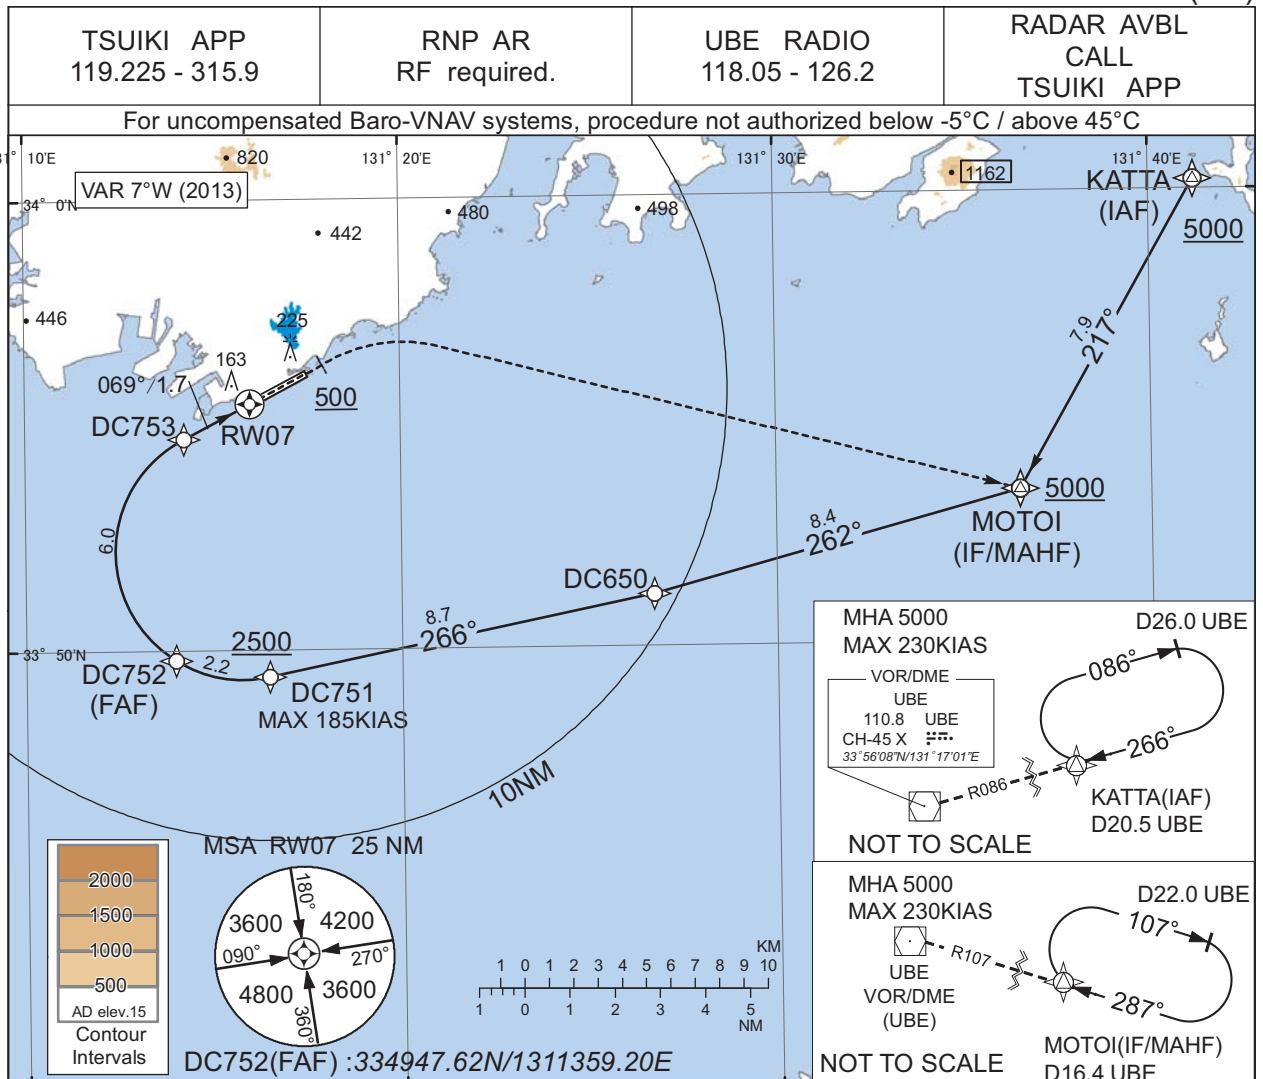 TSUIKI APP
119.225 - 315.9
RNP AR
RF required.
UBE RADIO
118.05 - 126.2
RADAR AVBL
CALL
TSUIKI APP
For uncompensated Baro-VNAV systems, procedure not authorized below -5°C / above 45°C
1° 10'E
131° 20'E
131° 30'E
131° 40'E
820
VAR 7°W (2013)
34° 0'N
1162
KATTA
(IAF)
5000
480
498
442
446
225
163
7.9
217°
069°/1.7
500
DC753
RW07
5000
MOTOI
(IF/MAHF)
8.4
262°
6.0
DC650
8.7
266°
2500
33° 50'N
2.2
DC752
(FAF)
DC751
MAX 185KIAS
10NM
MHA 5000
MAX 230KIAS
D26.0 UBE
VOR/DME
UBE
110.8 UBE
CH-45 X
33°56'08"N/131°17'01"E
086°
266°
R086
KATTA(IAF)
D20.5 UBE
NOT TO SCALE
MSA RW07 25 NM
180°
3600
4200
090°
270°
4800
3600
360°
2000
1500
1000
500
AD elev.15
Contour
Intervals
KM
1 0 1 2 3 4 5 6 7 8 9 10
1 0 1 2 3 4 5
NM
DC752(FAF) :334947.62N/1311359.20E
MHA 5000
MAX 230KIAS
D22.0 UBE
107°
R107
287°
UBE
VOR/DME
(UBE)
NOT TO SCALE
MOTOI(IF/MAHF)
D16.4 UBE